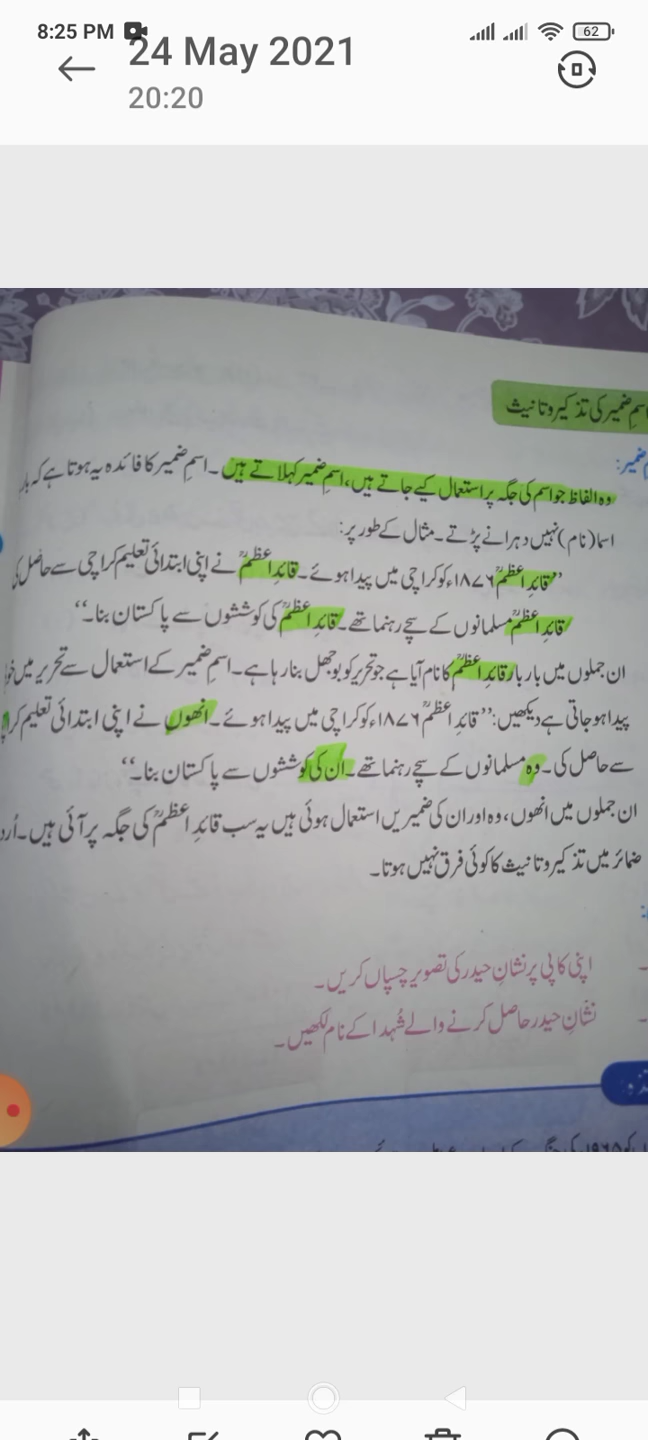 8:25 PM 62
24 May 2021
20:20
اسمِ ضمیر کی تذکیر و تانیث
ضمیر:
وہ الفاظ جو اسم کی جگہ پر استعمال کیے جاتے ہیں، اسمِ ضمیر کہلاتے ہیں۔ اسمِ ضمیر کا فائدہ یہ ہوتا ہے کہ بار
اسما (نام) نہیں دہرانے پڑتے۔ مثال کے طور پر:
”قائدِ اعظمؒ ۱۸۷۶ء کو کراچی میں پیدا ہوئے۔ قائدِ اعظمؒ نے اپنی ابتدائی تعلیم کراچی سے حاصل کی
قائدِ اعظمؒ مسلمانوں کے سچے رہنما تھے۔ قائدِ اعظمؒ کی کوششوں سے پاکستان بنا۔“
ان جملوں میں بار بار قائدِ اعظمؒ کا نام آیا ہے جو تحریر کو بوجھل بنا رہا ہے۔ اسمِ ضمیر کے استعمال سے تحریر میں
پیدا ہو جاتی ہے دیکھیں: ”قائدِ اعظمؒ ۱۸۷۶ء کو کراچی میں پیدا ہوئے۔ انھوں نے اپنی ابتدائی تعلیم کرا
سے حاصل کی۔ وہ مسلمانوں کے سچے رہنما تھے۔ ان کی کوششوں سے پاکستان بنا۔“
ان جملوں میں انھوں، وہ اور ان کی ضمیریں استعمال ہوئی ہیں یہ سب قائدِ اعظمؒ کی جگہ پر آئی ہیں۔ اُرد
ضمائر میں تذکیر و تانیث کا کوئی فرق نہیں ہوتا۔
اپنی کاپی پر نشانِ حیدر کی تصویر چسپاں کریں۔
نشانِ حیدر حاصل کرنے والے شُہدا کے نام لکھیں۔